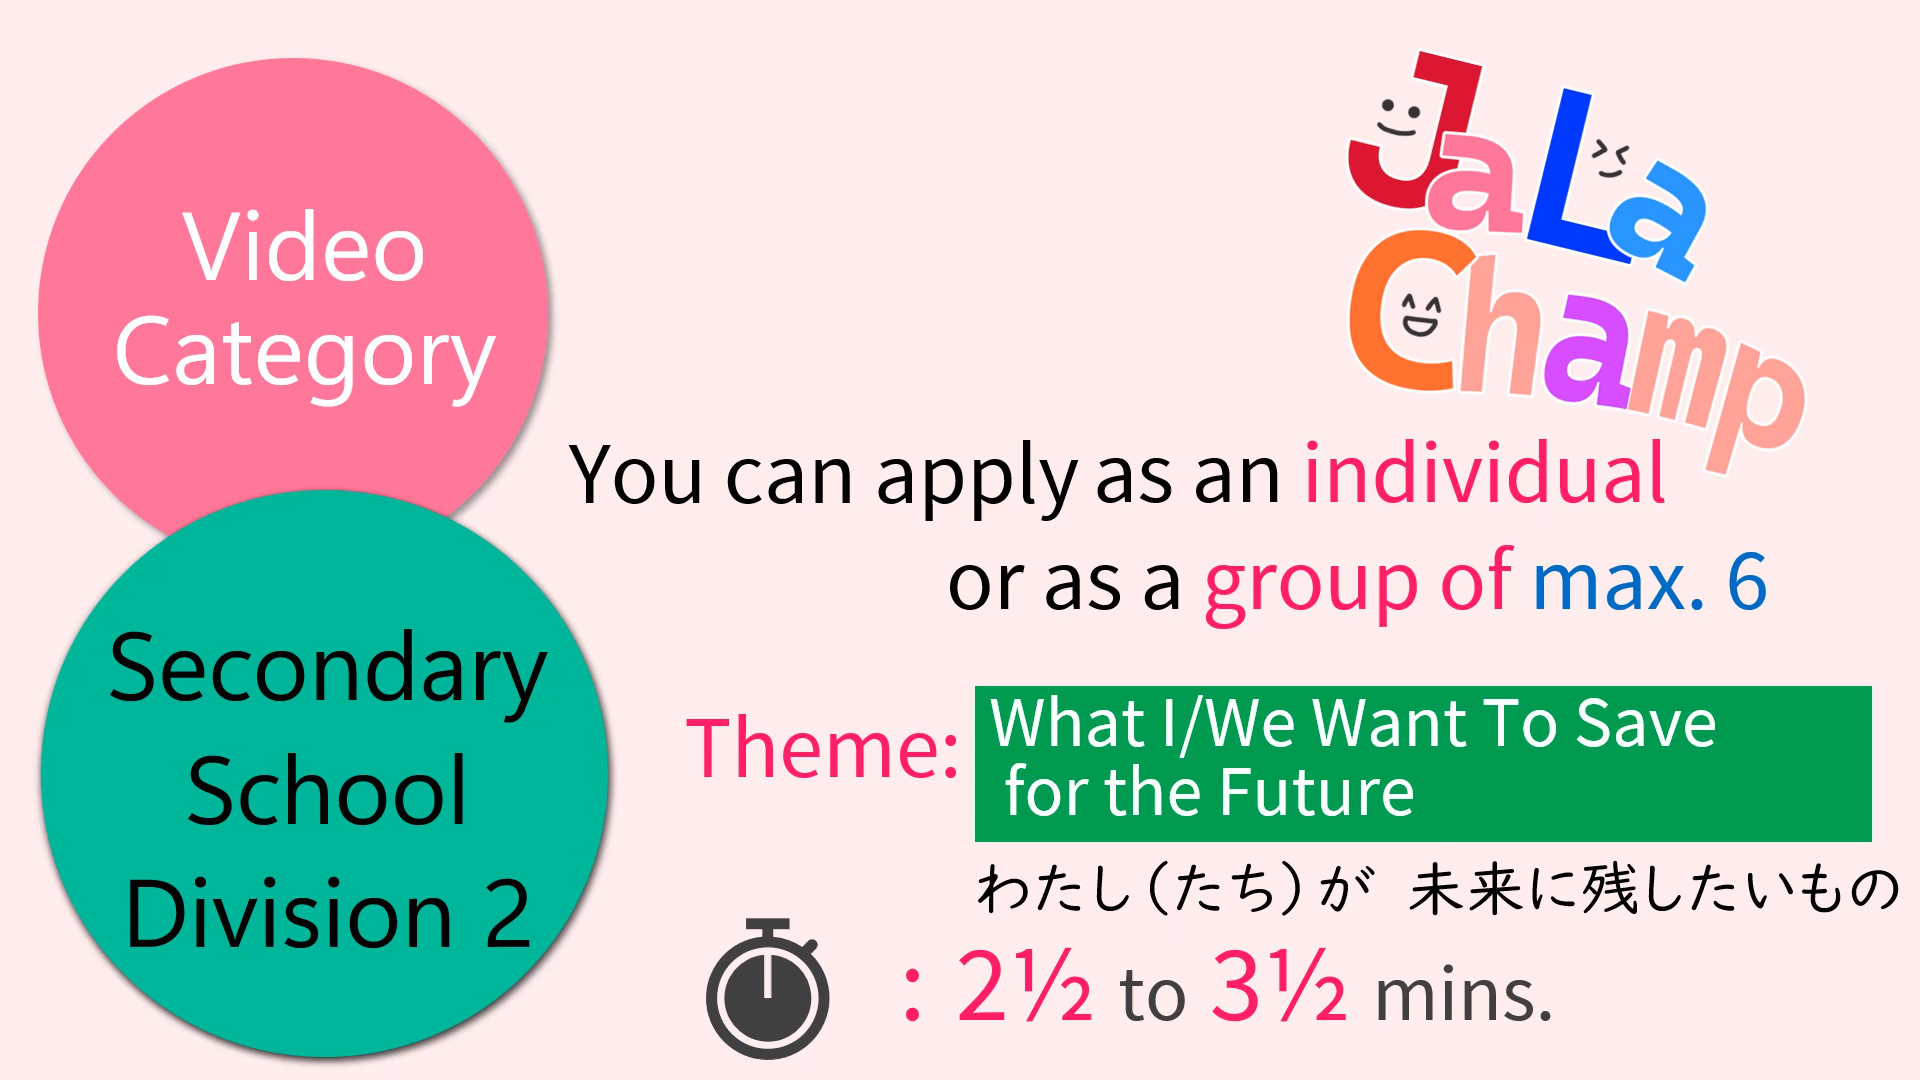 Video
Category
Secondary
School
Division 2
JaLa
Champ
You can apply as an individual
or as a group of max. 6
Theme: What I/We Want To Save
for the Future
わたし(たち)が 未来に残したいもの
: 2½ to 3½ mins.